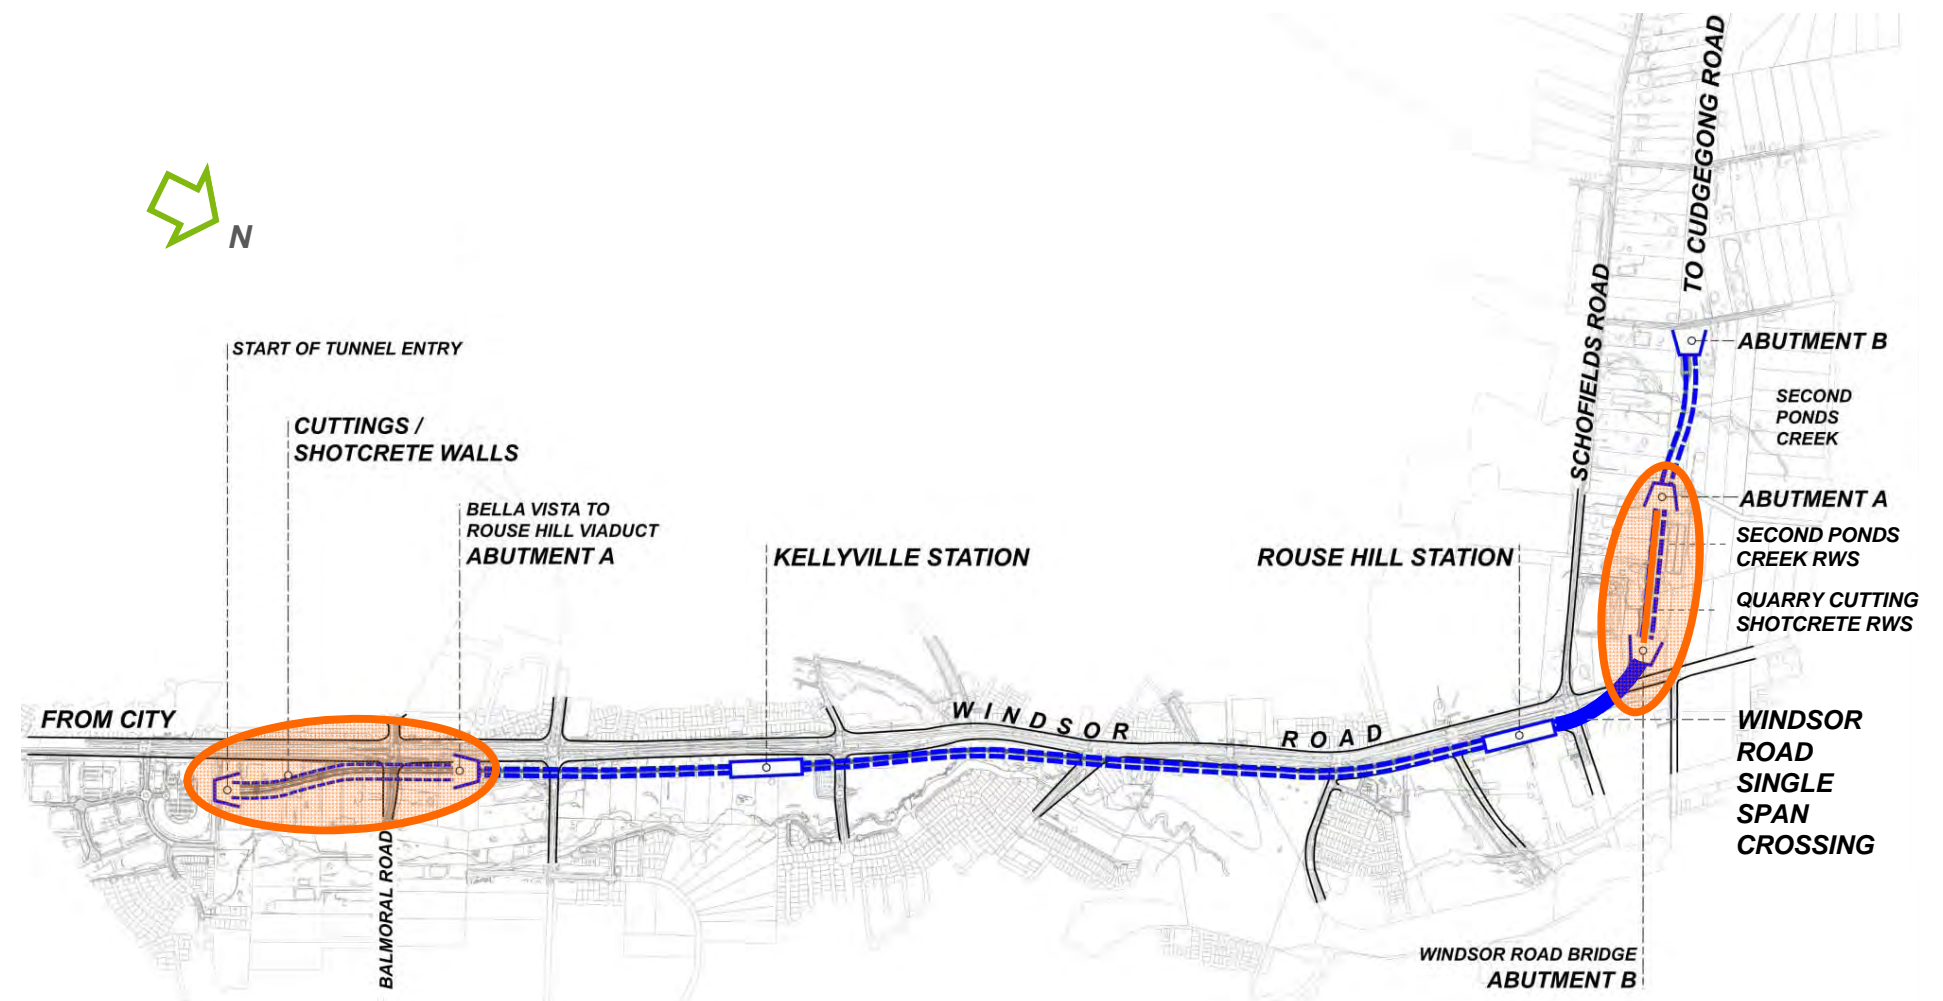 TO CUDGEGONG ROAD
N
SCHOFIELDS ROAD
START OF TUNNEL ENTRY
ABUTMENT B
SECOND
PONDS
CREEK
CUTTINGS /
SHOTCRETE WALLS
ABUTMENT A
BELLA VISTA TO
ROUSE HILL VIADUCT
ABUTMENT A
SECOND PONDS
CREEK RWS
KELLYVILLE STATION
ROUSE HILL STATION
QUARRY CUTTING
SHOTCRETE RWS
FROM CITY
WINDSOR ROAD
WINDSOR
ROAD
SINGLE
SPAN
CROSSING
BALMORAL ROAD
WINDSOR ROAD BRIDGE
ABUTMENT B